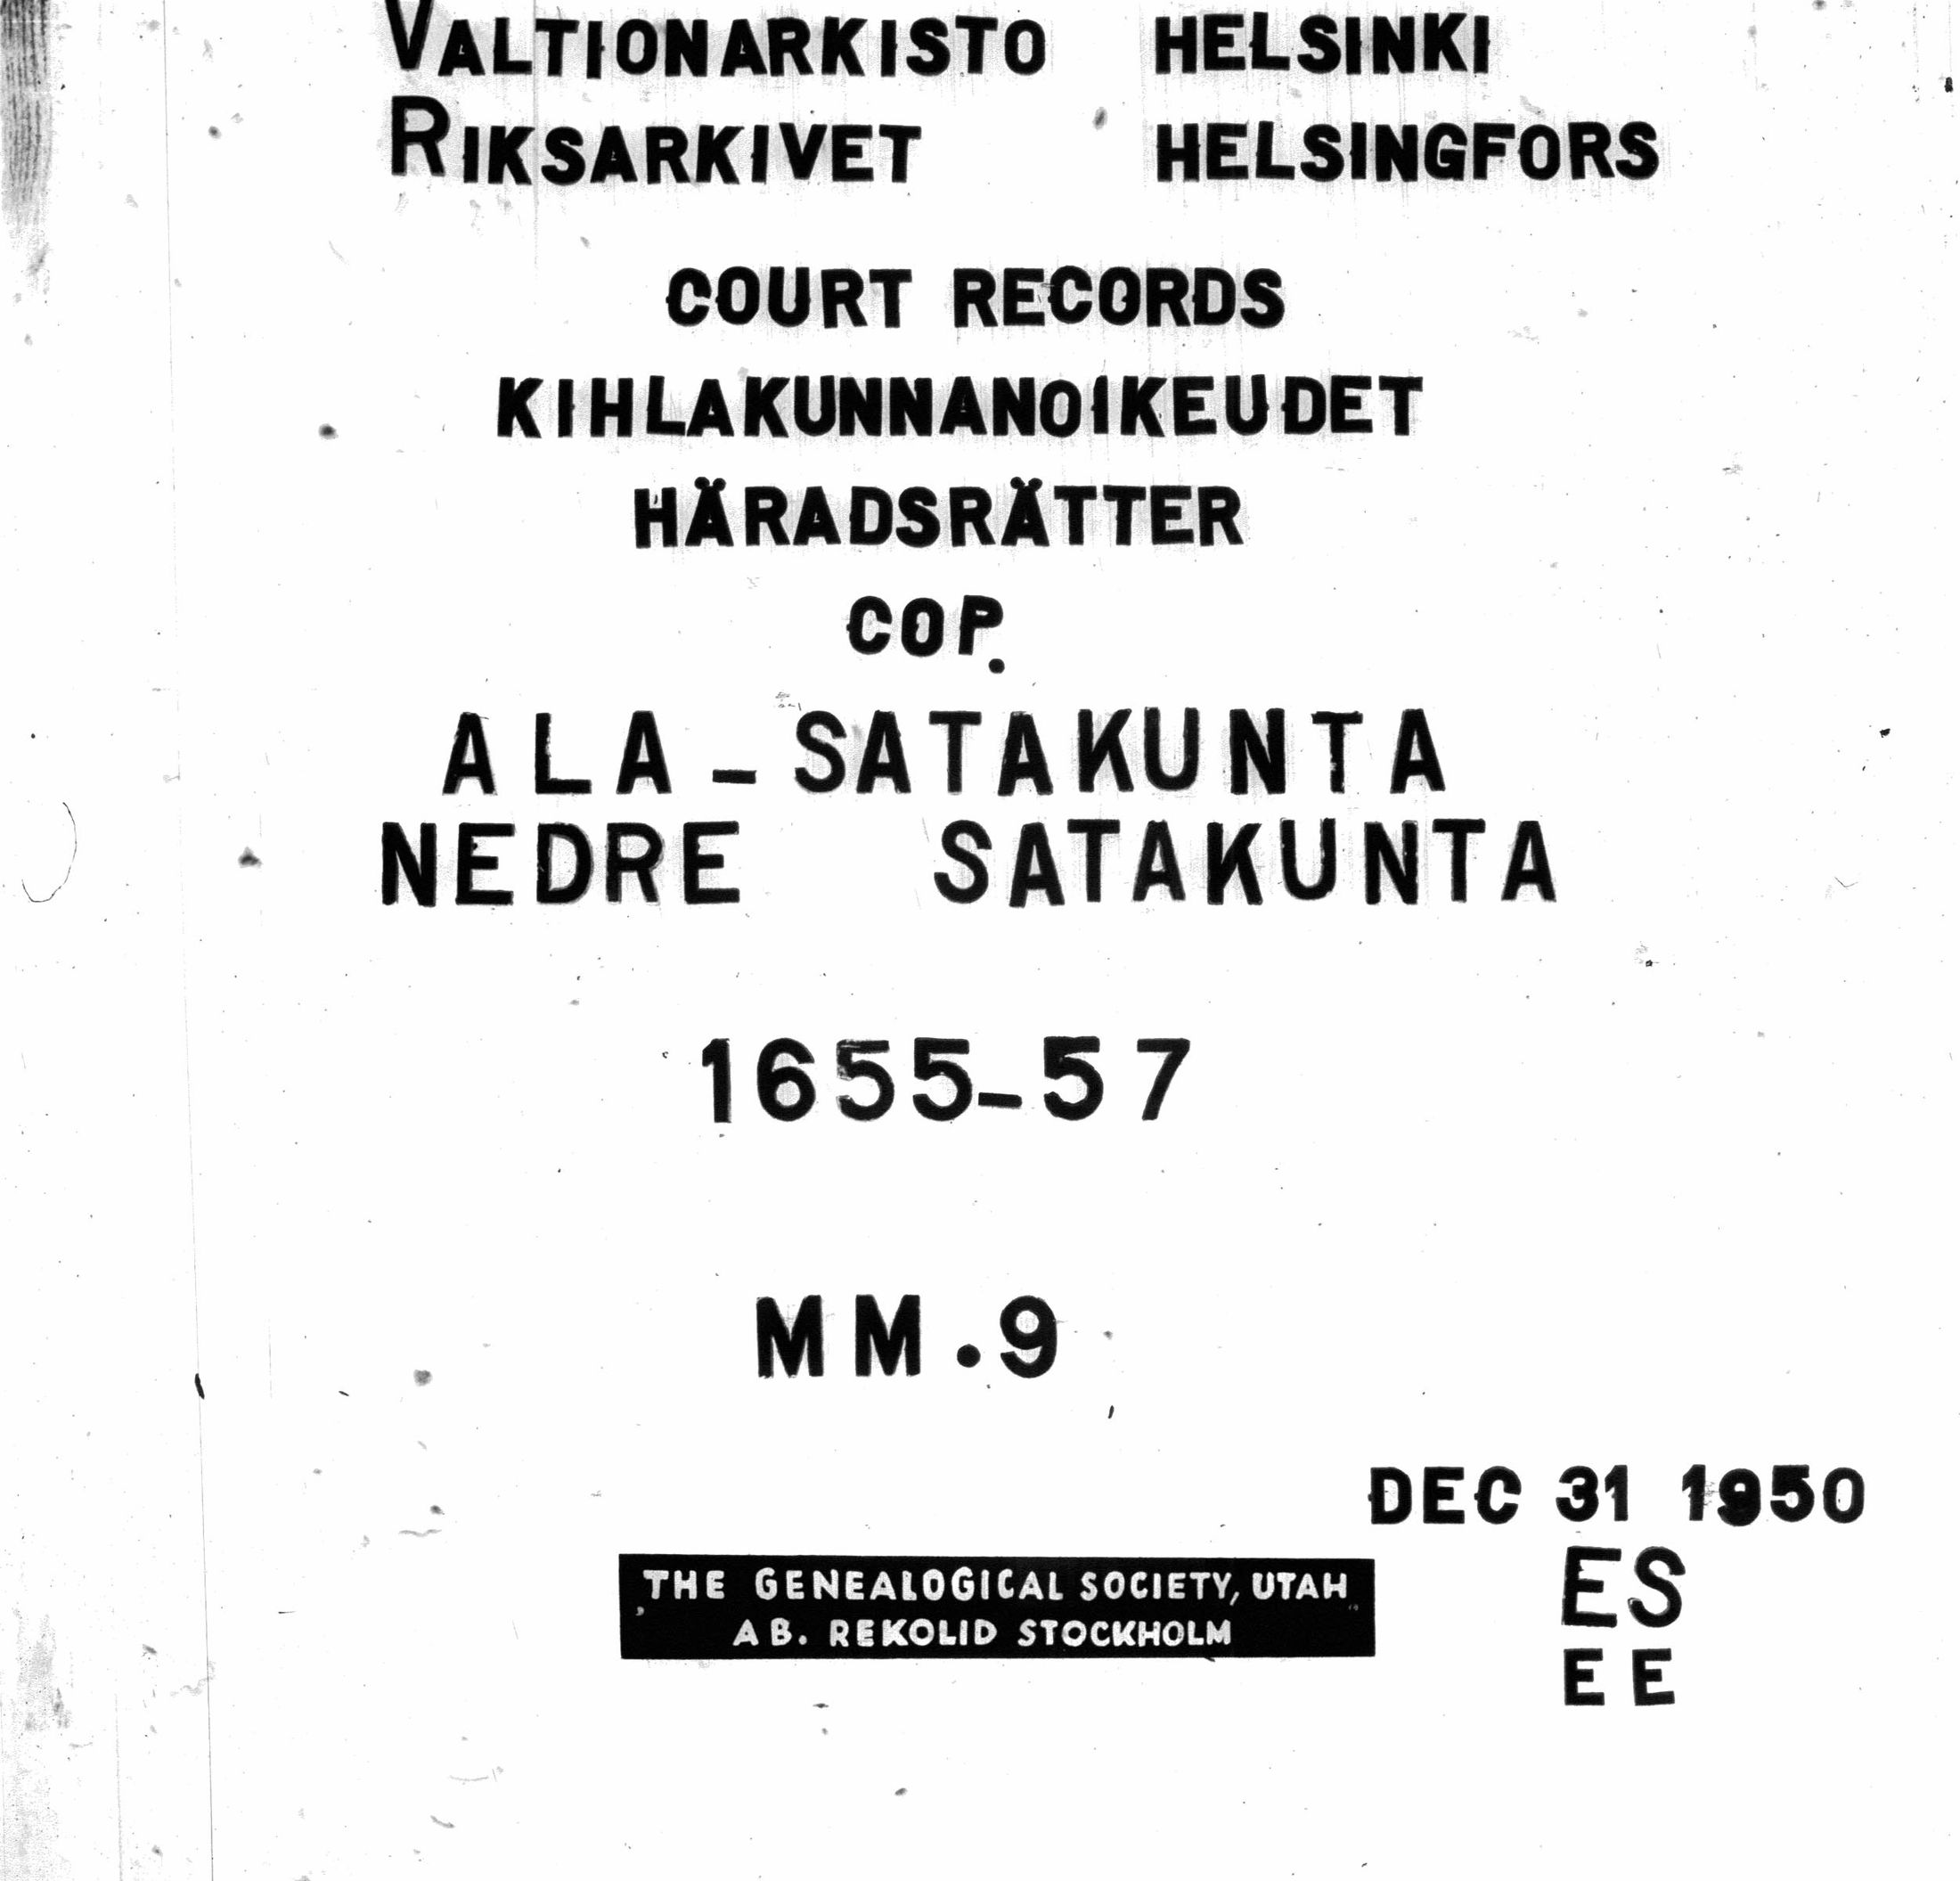 VALTIONARKISTO HELSINKI
RIKSARKIVET HELSINGFORS
COURT RECORDS
KIHLAKUNNANOIKEUDET
HÄRADSRÄTTER
COP.
ALA-SATAKUNTA
NEDRE SATAKUNTA
1655-57
MM.9
DEC 31 1950
ES
EE
THE GENEALOGICAL SOCIETY, UTAH
AB. REKOLID STOCKHOLM